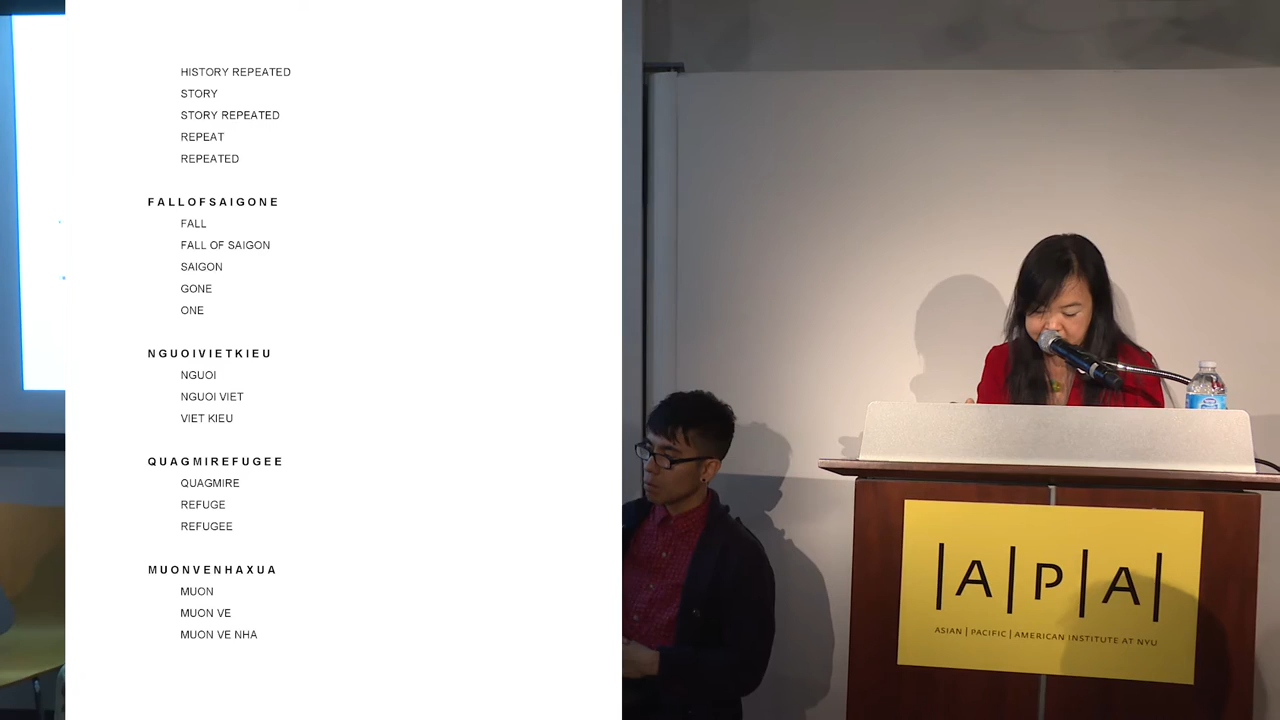 HISTORY REPEATED
STORY
STORY REPEATED
REPEAT
REPEATED
FALLOFSAIGONE
FALL
FALL OF SAIGON
SAIGON
GONE
ONE
NGUOIVIETKIEU
NGUOI
NGUOI VIET
VIET KIEU
QUAGMIREFUGEE
QUAGMIRE
REFUGE
REFUGEE
MUONVENHAXUA
MUON
MUON VE
MUON VE NHA
|A|P|A|
ASIAN | PACIFIC | AMERICAN INSTITUTE AT NYU